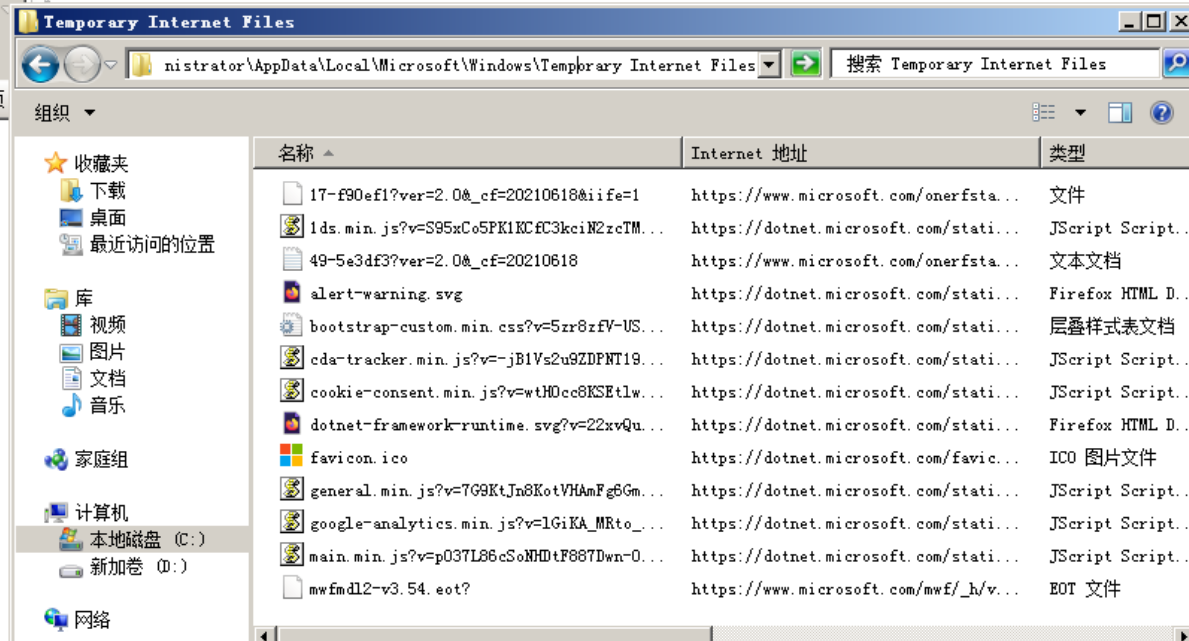 Temporary Internet Files
nistrator\AppData\Local\Microsoft\Windows\Temporary Internet Files
搜索 Temporary Internet Files
组织
收藏夹
下载
桌面
最近访问的位置
库
视频
图片
文档
音乐
家庭组
计算机
本地磁盘 (C:)
新加卷 (D:)
网络
名称 Internet 地址 类型
17-f90ef1?ver=2.0&_cf=20210618&iife=1 https://www.microsoft.com/onerfsta... 文件
1ds.min.js?v=S95xCo5PK1KCfC3kciN2zcTM... https://dotnet.microsoft.com/stati... JScript Script..
49-5e3df3?ver=2.0&_cf=20210618 https://www.microsoft.com/onerfsta... 文本文档
alert-warning.svg https://dotnet.microsoft.com/stati... Firefox HTML D..
bootstrap-custom.min.css?v=5zr8zfV-US... https://dotnet.microsoft.com/stati... 层叠样式表文档
cda-tracker.min.js?v=-jB1Vs2u9ZDPNT19... https://dotnet.microsoft.com/stati... JScript Script..
cookie-consent.min.js?v=wtHOcc8KSEtlw... https://dotnet.microsoft.com/stati... JScript Script..
dotnet-framework-runtime.svg?v=22xvQu... https://dotnet.microsoft.com/stati... Firefox HTML D..
favicon.ico https://dotnet.microsoft.com/favic... ICO 图片文件
general.min.js?v=7G9KtJn8KotVHAmFg6Gm... https://dotnet.microsoft.com/stati... JScript Script..
google-analytics.min.js?v=lGiKA_MRto_... https://dotnet.microsoft.com/stati... JScript Script..
main.min.js?v=p037L86cSoNHDtF887Dwn-0... https://dotnet.microsoft.com/stati... JScript Script..
mwfmdl2-v3.54.eot? https://www.microsoft.com/mwf/_h/v... EOT 文件